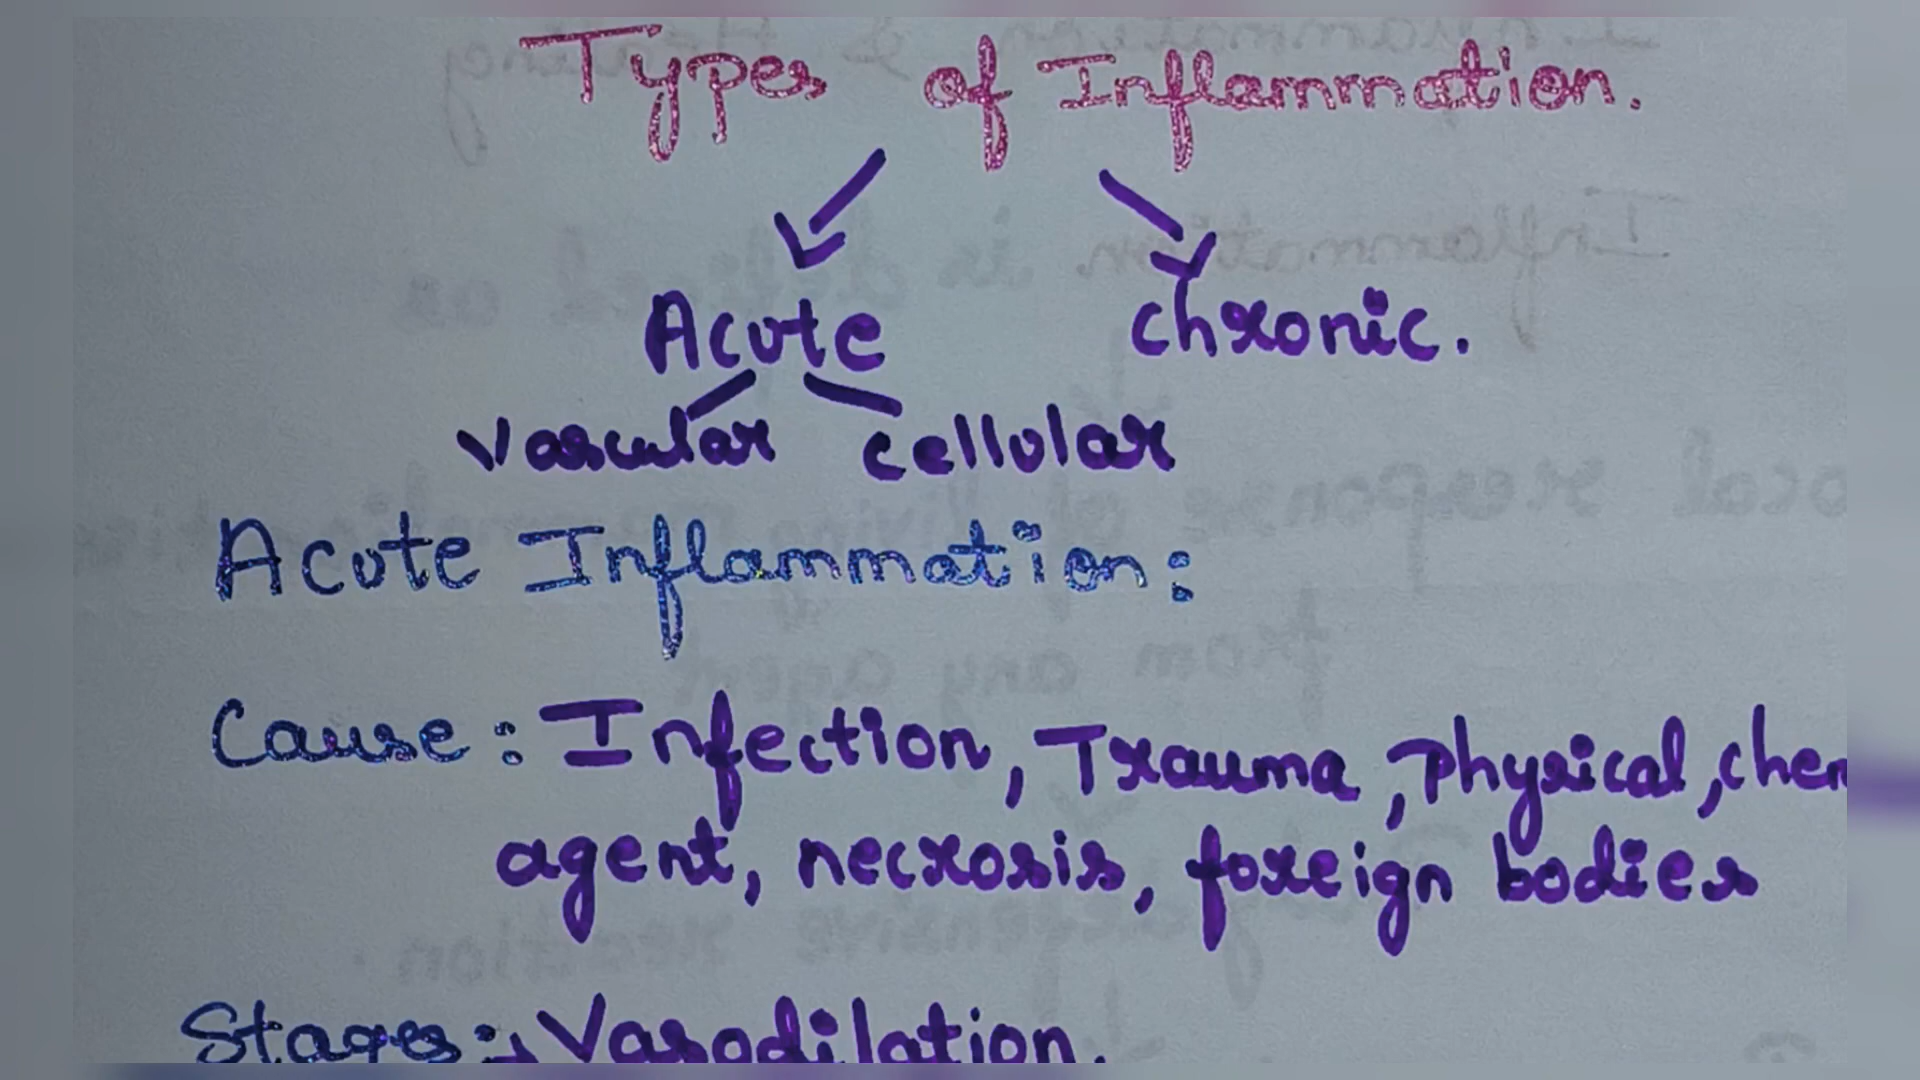 Types of Inflammation.
Acute chronic.
Vascular cellular
Acute Inflammation:
Cause: Infection, Trauma, Physical, chem
agent, necrosis, foreign bodies
Stages: Vasodilation.